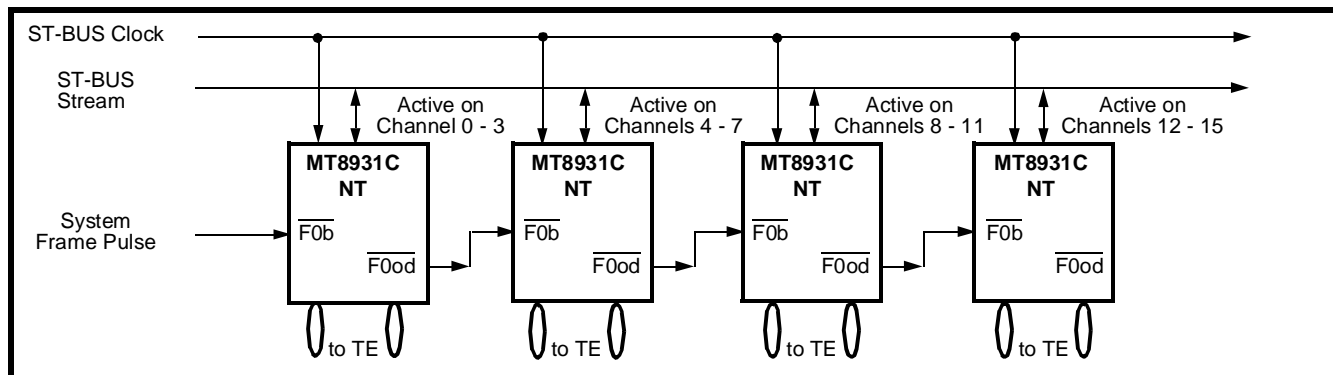 ST-BUS Clock
ST-BUS
Stream
Active on
Channel 0 - 3
Active on
Channels 4 - 7
Active on
Channels 8 - 11
Active on
Channels 12 - 15
MT8931C
NT
MT8931C
NT
MT8931C
NT
MT8931C
NT
System
Frame Pulse
F0b
F0od
F0b
F0od
F0b
F0od
F0b
F0od
to TE
to TE
to TE
to TE